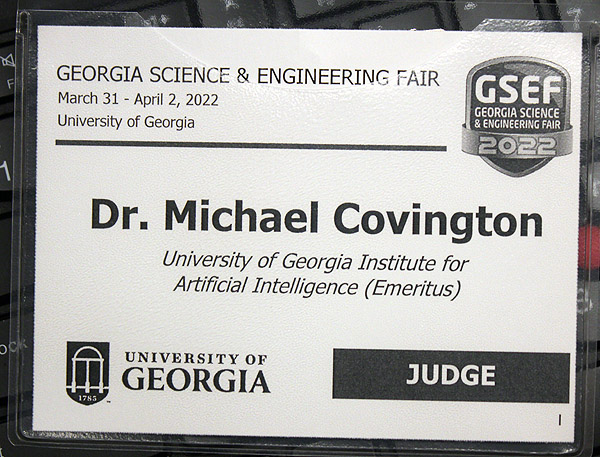 GEORGIA SCIENCE & ENGINEERING FAIR
March 31 - April 2, 2022
University of Georgia
GSEF
GEORGIA SCIENCE
& ENGINEERING FAIR
2022
Dr. Michael Covington
University of Georgia Institute for
Artificial Intelligence (Emeritus)
1785
UNIVERSITY OF
GEORGIA
JUDGE
I